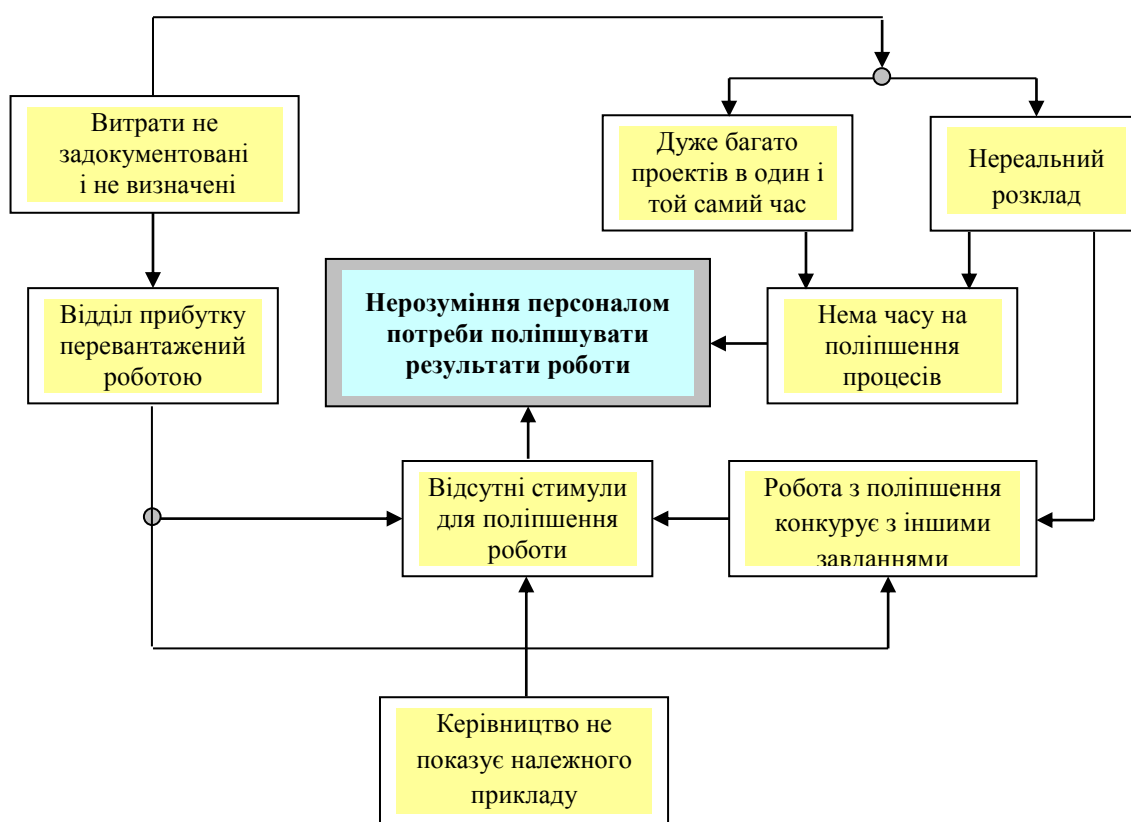 Витрати не
задокументовані
і не визначені
Дуже багато
проектів в один і
той самий час
Нереальний
розклад
Відділ прибутку
перевантажений
роботою
Нерозуміння персоналом
потреби поліпшувати
результати роботи
Нема часу на
поліпшення
процесів
Відсутні стимули
для поліпшення
роботи
Робота з поліпшення
конкурує з іншими
завданнями
Керівництво не
показує належного
прикладу